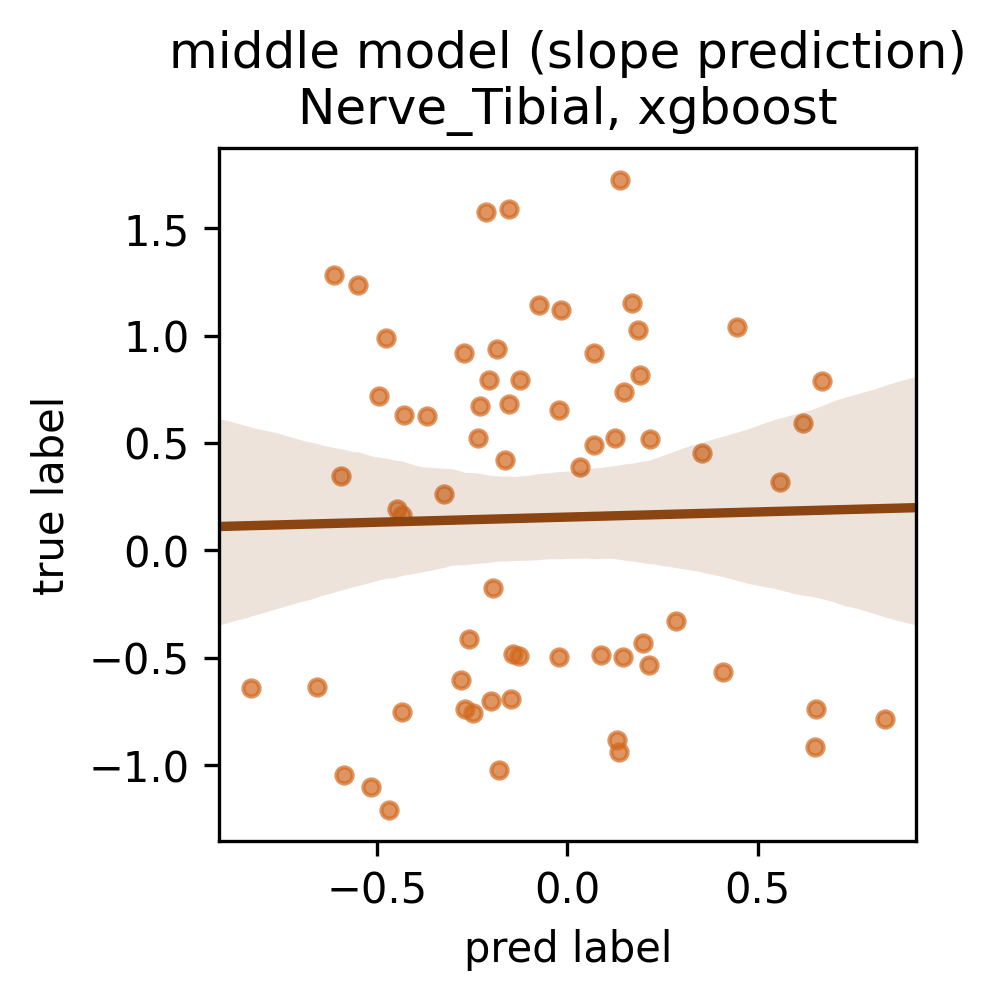 middle model (slope prediction)
Nerve_Tibial, xgboost
1.5
1.0
0.5
0.0
−0.5
−1.0
true label
−0.5 0.0 0.5
pred label